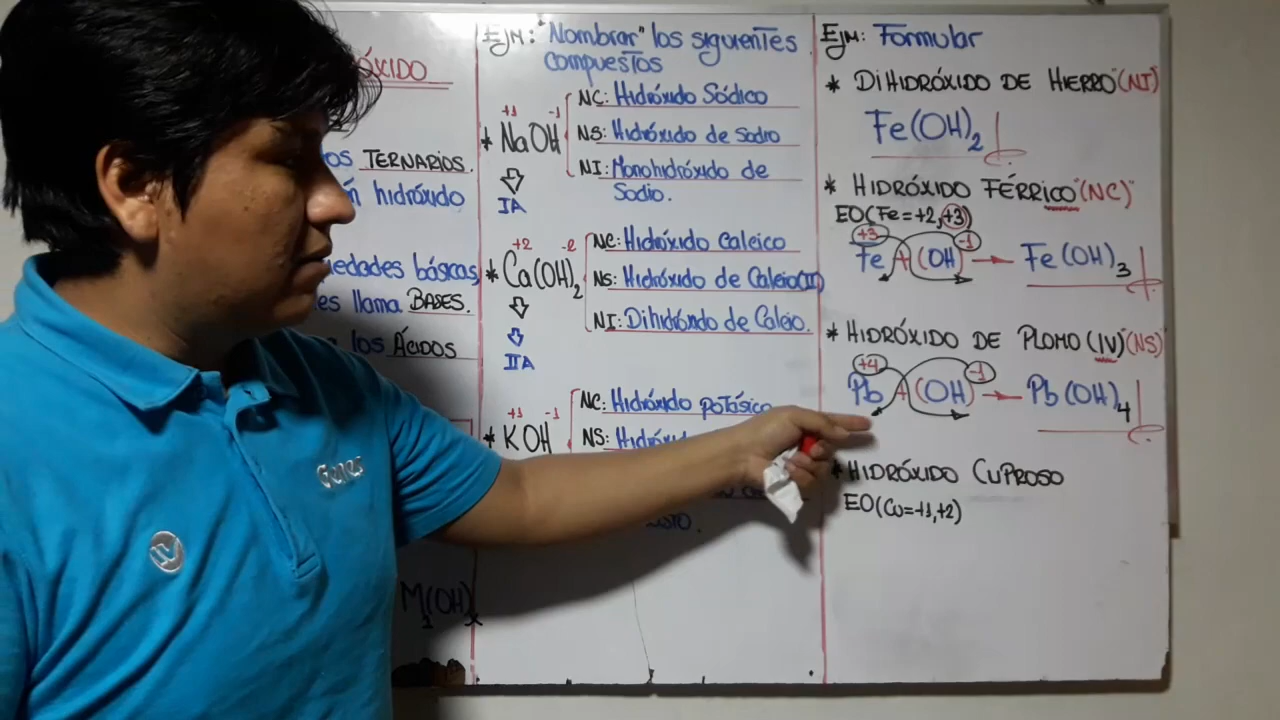 ÓXIDO
OS TERNARIOS.
n hidróxido
iedades básicas,
les llama BASES.
los ÁCIDOS
M₁(OH)ₓ
EJM: "Nombrar" los siguientes
compuestos
+1 -1
* NaOH
IA
NC: Hidróxido Sódico
NS: Hidróxido de Sodio
NI: Monohidróxido de
Sodio.
+2 -2
* Ca(OH)₂
IIA
NC: Hidróxido Calcico
NS: Hidróxido de Calcio(II)
NI: Dihidróxido de Calcio.
+1 -1
* KOH
NC: Hidróxido potásico
NS: Hidróx
EJM: Formular
* DIHIDRÓXIDO DE HIERRO"(NI)
Fe(OH)₂
* HIDRÓXIDO FÉRRICO"(NC)"
EO(Fe=+2,+3)
+3 -1
Fe + (OH) → Fe(OH)₃
* HIDRÓXIDO DE PLOMO (IV)"(NS)"
+4 -1
Pb + (OH) → Pb(OH)₄
* HIDRÓXIDO CUPROSO
EO(Cu=+1,+2)